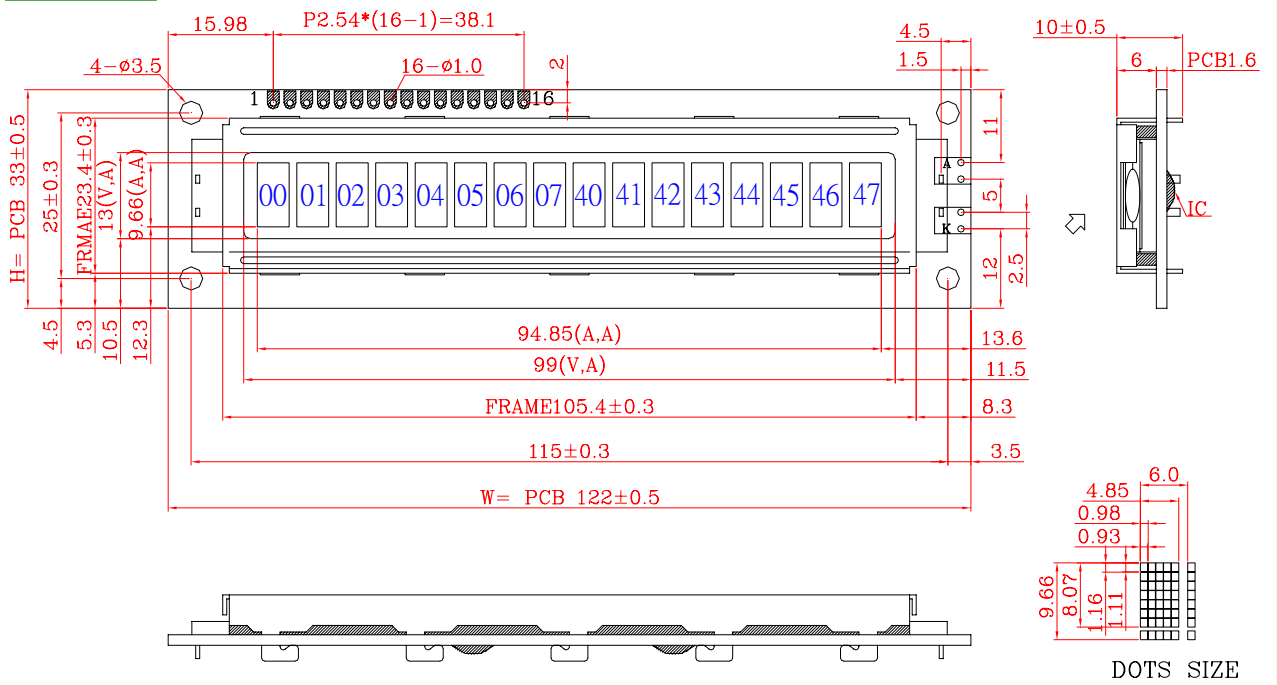 15.98
P2.54*(16-1)=38.1
4.5
10±0.5
4-ø3.5
16-ø1.0
2
1.5
6
PCB1.6
1
16
H= PCB 33±0.5
25±0.3
FRMAE23.4±0.3
13(V,A)
9.66(A,A)
00 01 02 03 04 05 06 07 40 41 42 43 44 45 46 47
A
K
11
5
12
2.5
IC
4.5
5.3
10.5
12.3
94.85(A,A)
13.6
99(V,A)
11.5
FRAME105.4±0.3
8.3
115±0.3
3.5
W= PCB 122±0.5
6.0
4.85
0.98
0.93
9.66
8.07
1.16
1.11
DOTS SIZE